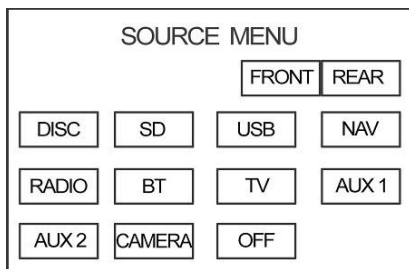 SOURCE MENU
FRONT REAR
DISC SD USB NAV
RADIO BT TV AUX 1
AUX 2 CAMERA OFF